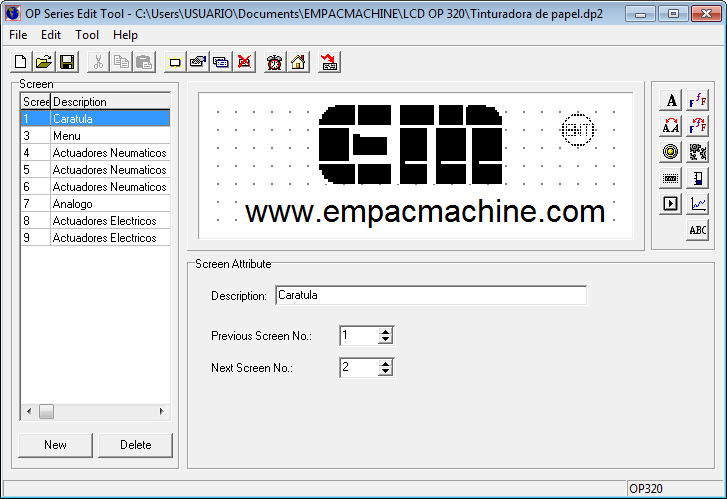 OP Series Edit Tool - C:\Users\USUARIO\Documents\EMPACMACHINE\LCD OP 320\Tinturadora de papel.dp2
File Edit Tool Help
Screen
Scree Description
1 Caratula
3 Menu
4 Actuadores Neumaticos
5 Actuadores Neumaticos
6 Actuadores Neumaticos
7 Analogo
8 Actuadores Electricos
9 Actuadores Electricos
New Delete
www.empacmachine.com
A F f F
A.A F F
ABC
Screen Attribute
Description: Caratula
Previous Screen No.: 1
Next Screen No.: 2
OP320